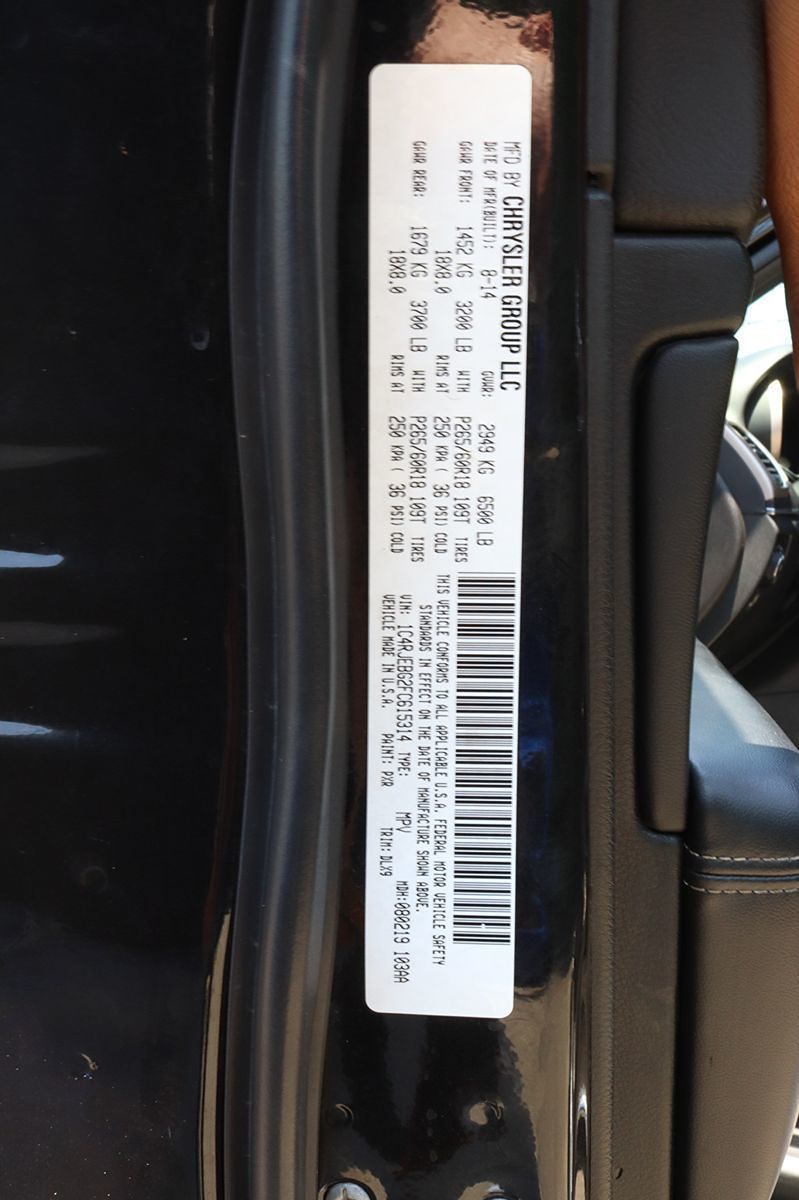 MFD BY CHRYSLER GROUP LLC
DATE OF MFR(BUILT): 8-14 GVWR: 2949 KG 6500 LB
GAWR FRONT: 1452 KG 3200 LB WITH P265/60R18 109T TIRES
18X8.0 RIMS AT 250 KPA ( 36 PSI) COLD
GAWR REAR: 1679 KG 3700 LB WITH P265/60R18 109T TIRES
18X8.0 RIMS AT 250 KPA ( 36 PSI) COLD
THIS VEHICLE CONFORMS TO ALL APPLICABLE U.S.A. FEDERAL MOTOR VEHICLE SAFETY
STANDARDS IN EFFECT ON THE DATE OF MANUFACTURE SHOWN ABOVE.
VIN: 1C4RJEBG2FC615314 TYPE: MPV MDH:080219 103AA
VEHICLE MADE IN U.S.A. PAINT: PXR TRIM: DLX9